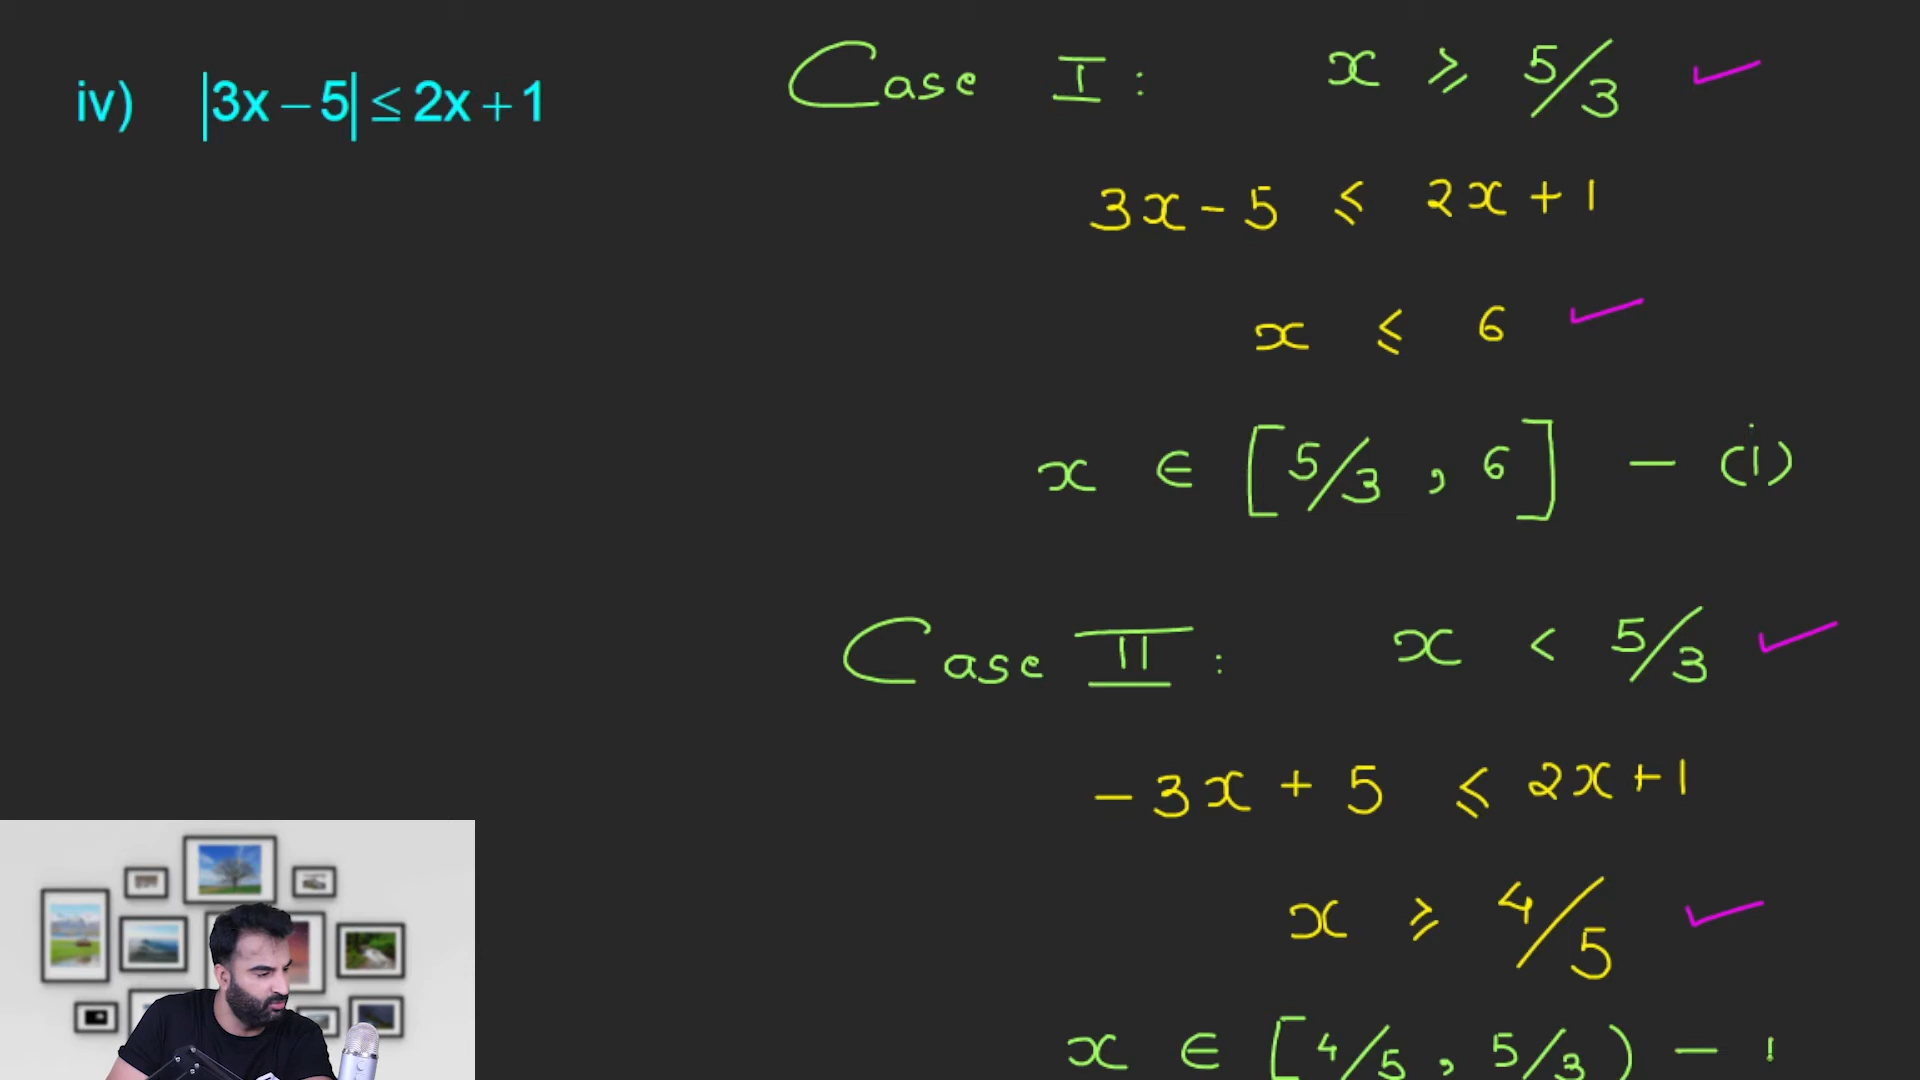 iv) |3x – 5| ≤ 2x + 1
Case I : x ⩾ 5/3
3x - 5 ⩽ 2x + 1
x ⩽ 6
x ∈ [5/3 , 6] — (i)
Case II : x < 5/3
- 3x + 5 ⩽ 2x + 1
x ⩾ 4/5
x ∈ [4/5 , 5/3) —